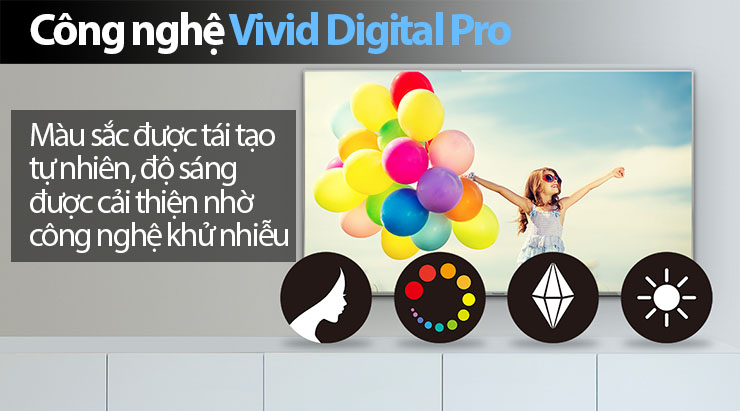 Công nghệ Vivid Digital Pro
Màu sắc được tái tạo
tự nhiên, độ sáng
được cải thiện nhờ
công nghệ khử nhiễu